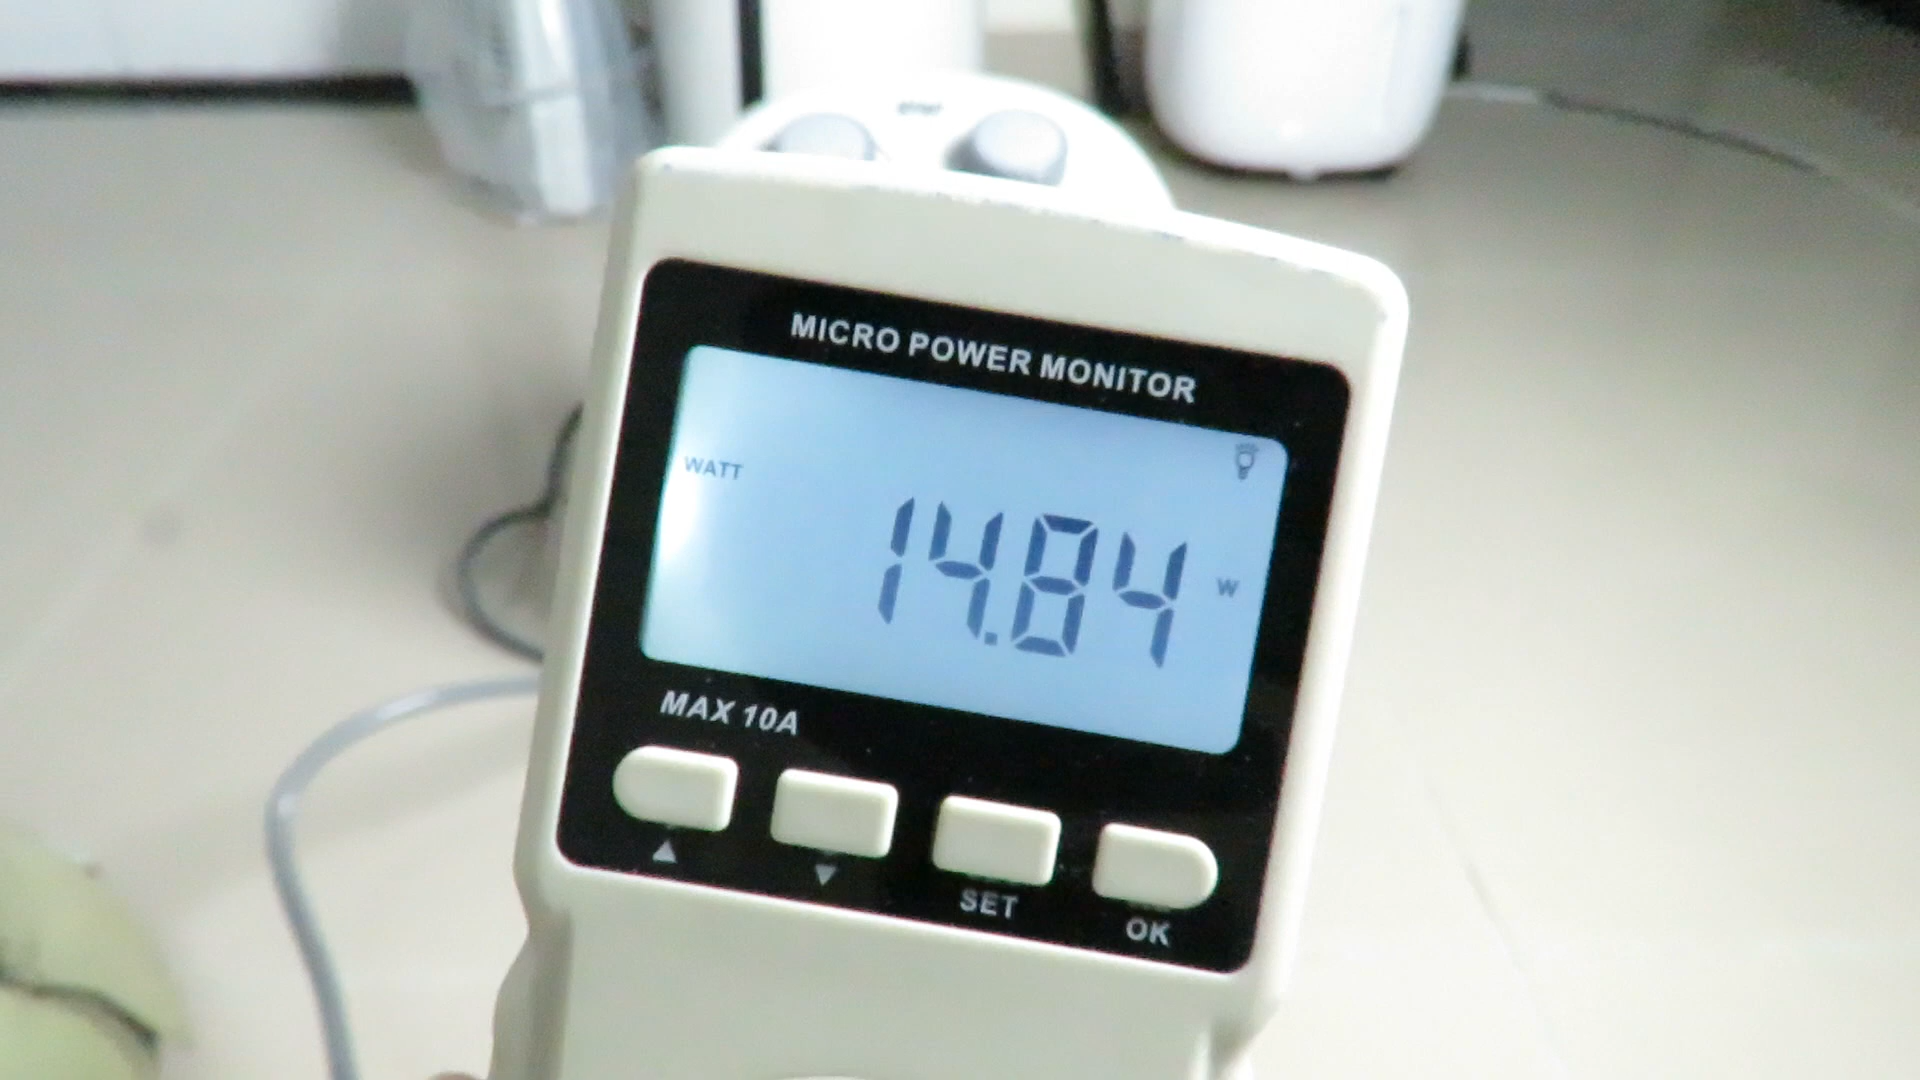 MICRO POWER MONITOR
WATT
14.84 W
MAX 10A
▲ ▼ SET OK